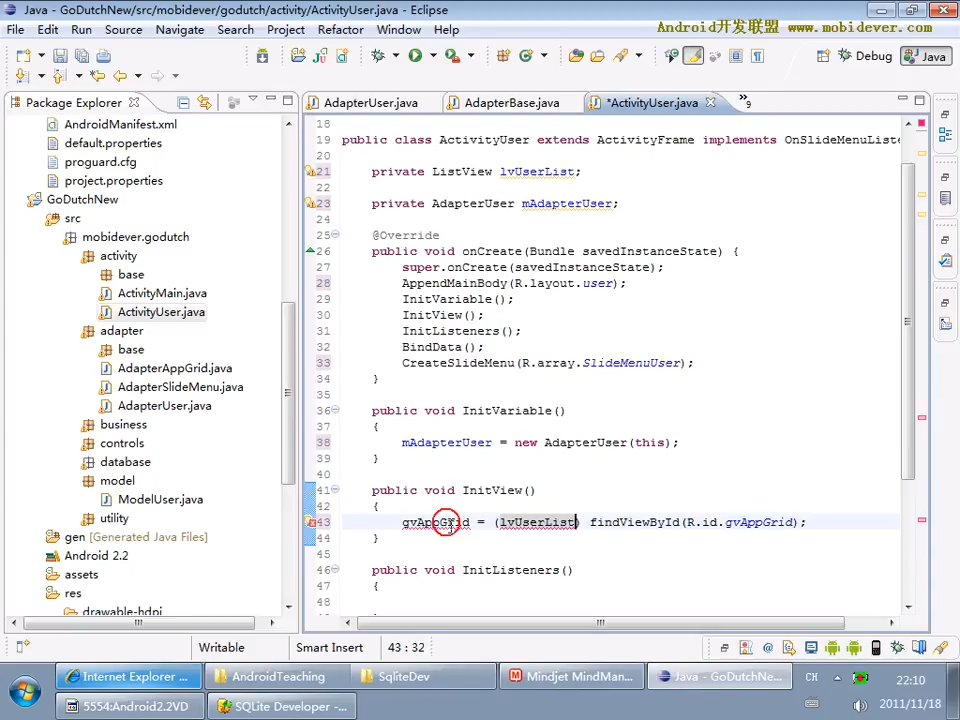 Java - GoDutchNew/src/mobidever/godutch/activity/ActivityUser.java - Eclipse
File Edit Run Source Navigate Search Project Refactor Window Help
Android开发联盟 www.mobidever.com
Debug Java
Package Explorer
AdapterUser.java AdapterBase.java *ActivityUser.java »9
AndroidManifest.xml
default.properties
proguard.cfg
project.properties
GoDutchNew
src
mobidever.godutch
activity
base
ActivityMain.java
ActivityUser.java
adapter
base
AdapterAppGrid.java
AdapterSlideMenu.java
AdapterUser.java
business
controls
database
model
ModelUser.java
utility
gen [Generated Java Files]
Android 2.2
assets
res
drawable-hdpi
18
19 public class ActivityUser extends ActivityFrame implements OnSlideMenuListe
20
21 private ListView lvUserList;
22
23 private AdapterUser mAdapterUser;
24
25 @Override
26 public void onCreate(Bundle savedInstanceState) {
27 super.onCreate(savedInstanceState);
28 AppendMainBody(R.layout.user);
29 InitVariable();
30 InitView();
31 InitListeners();
32 BindData();
33 CreateSlideMenu(R.array.SlideMenuUser);
34 }
35
36 public void InitVariable()
37 {
38 mAdapterUser = new AdapterUser(this);
39 }
40
41 public void InitView()
42 {
43 gvAppGrid = (lvUserList) findViewById(R.id.gvAppGrid);
44 }
45
46 public void InitListeners()
47 {
48
Writable Smart Insert 43 : 32
Internet Explorer ... AndroidTeaching SqliteDev Mindjet MindMan... Java - GoDutchNe... CH 22:10
5554:Android2.2VD SQLite Developer -... 2011/11/18